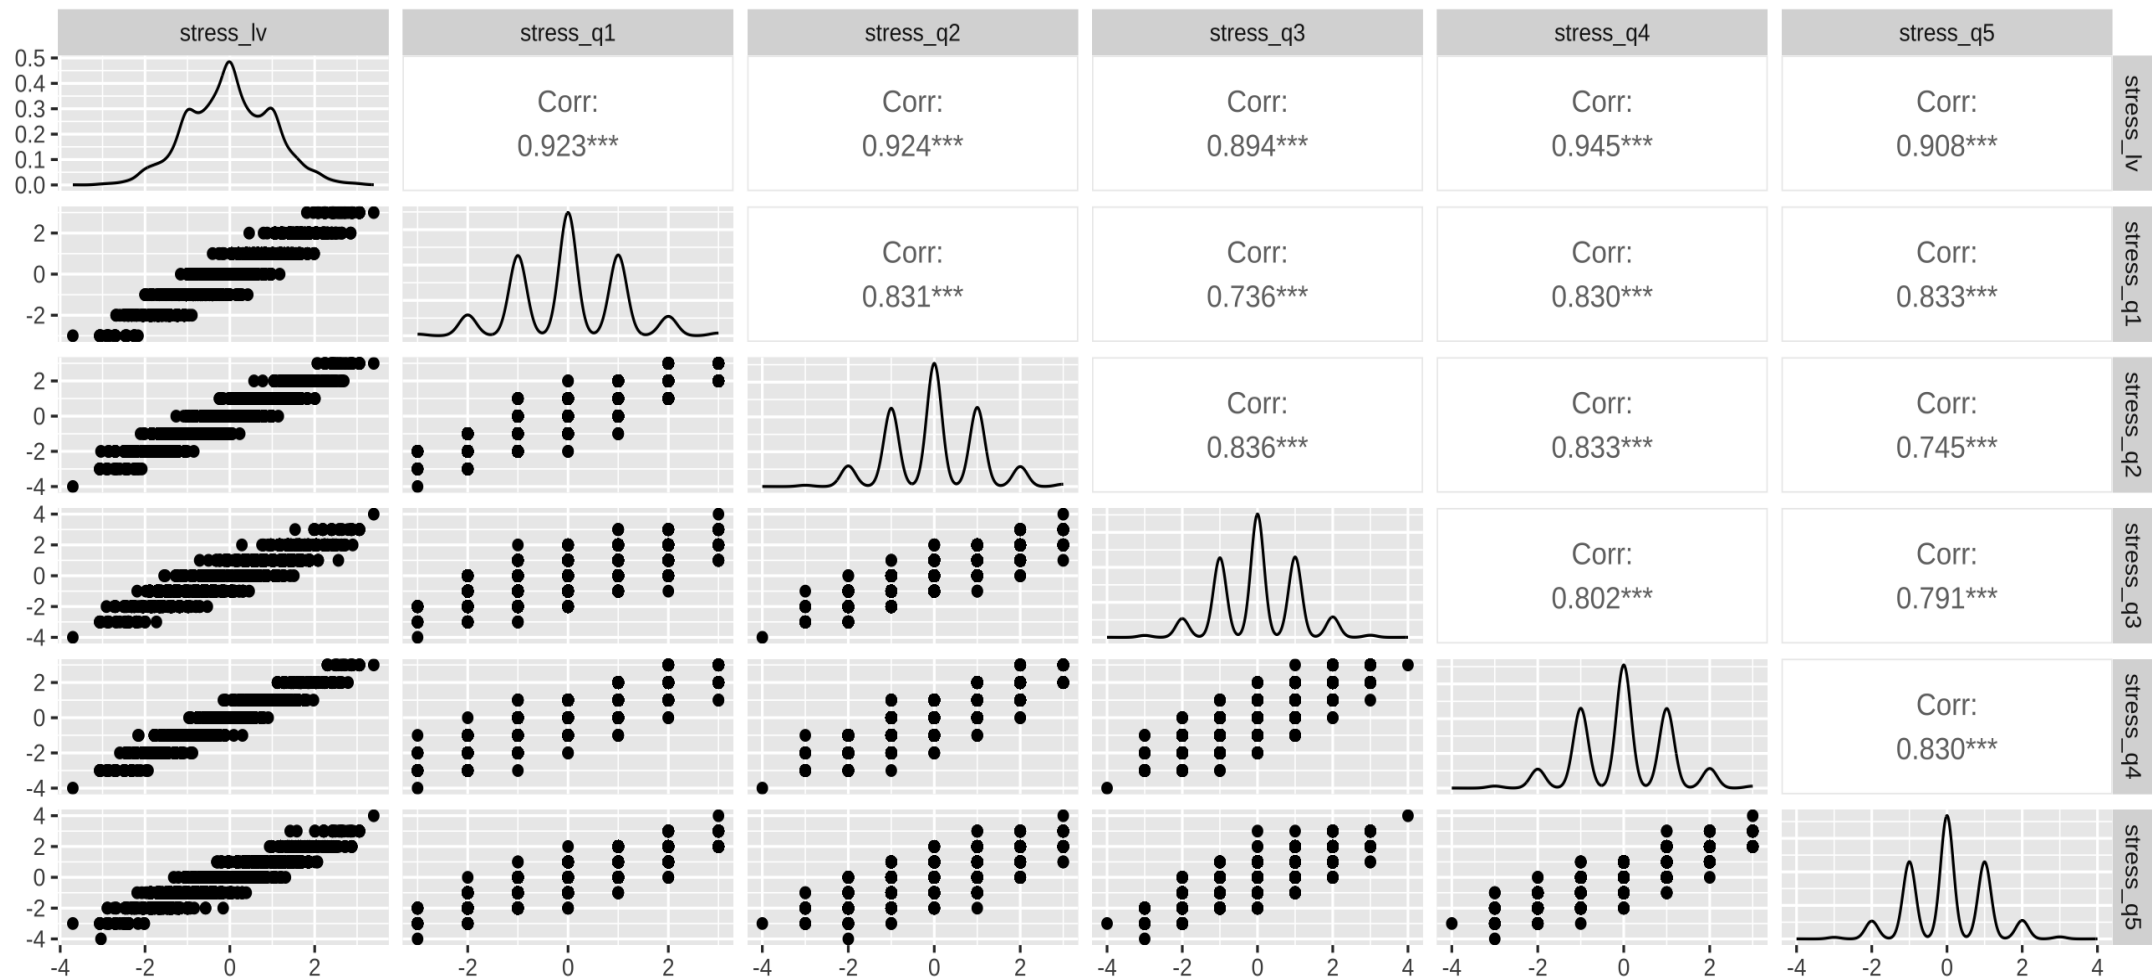 stress_lv stress_q1 stress_q2 stress_q3 stress_q4 stress_q5
0.5
0.4
0.3
0.2
0.1
0.0
Corr:
0.923***
Corr:
0.924***
Corr:
0.894***
Corr:
0.945***
Corr:
0.908***
stress_lv
2
0
-2
Corr:
0.831***
Corr:
0.736***
Corr:
0.830***
Corr:
0.833***
stress_q1
2
0
-2
-4
Corr:
0.836***
Corr:
0.833***
Corr:
0.745***
stress_q2
4
2
0
-2
-4
Corr:
0.802***
Corr:
0.791***
stress_q3
2
0
-2
-4
Corr:
0.830***
stress_q4
4
2
0
-2
-4
stress_q5
-4 -2 0 2 -2 0 2 -4 -2 0 2 -4 -2 0 2 4 -4 -2 0 2 -4 -2 0 2 4